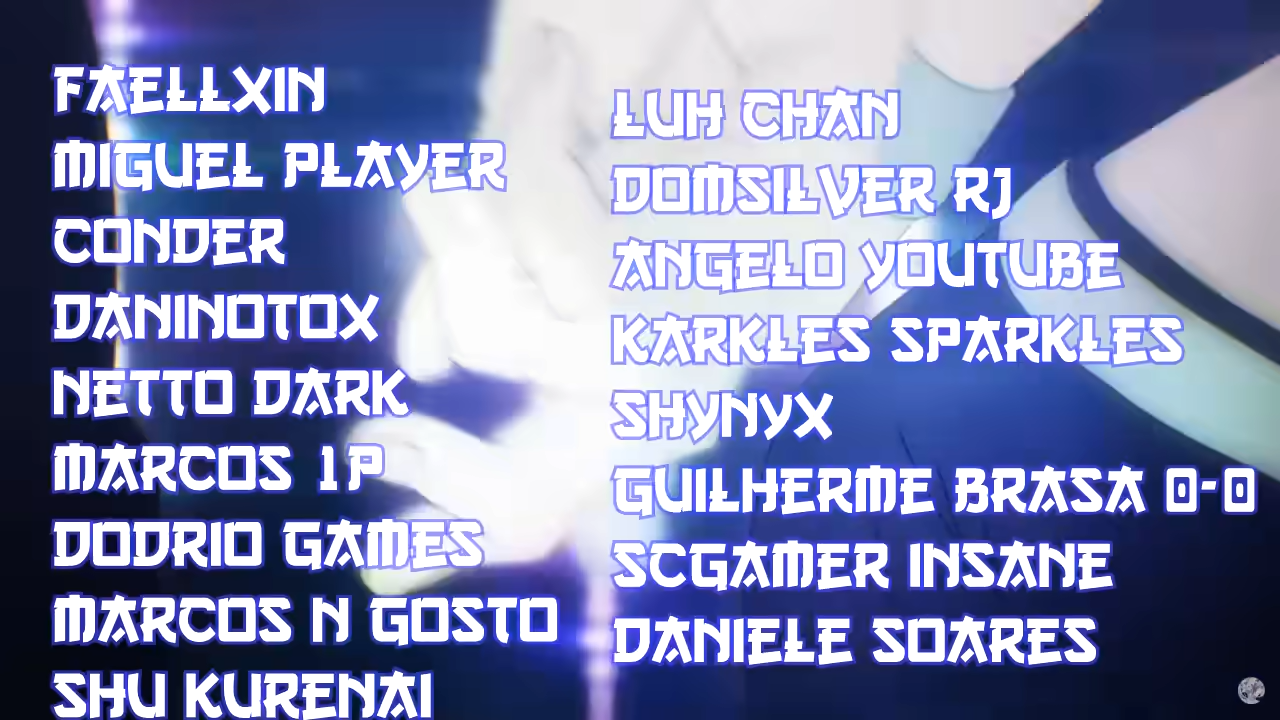 FAELLXIN
MIGUEL PLAYER
CONDER
DANINOTOX
NETTO DARK
MARCOS 1P
DODRIO GAMES
MARCOS N GOSTO
SHU KURENAI
LUH CHAN
DOMSILVER RJ
ANGELO YOUTUBE
KARKLES SPARKLES
SHYNYX
GUILHERME BRASA 0-0
SCGAMER INSANE
DANIELE SOARES